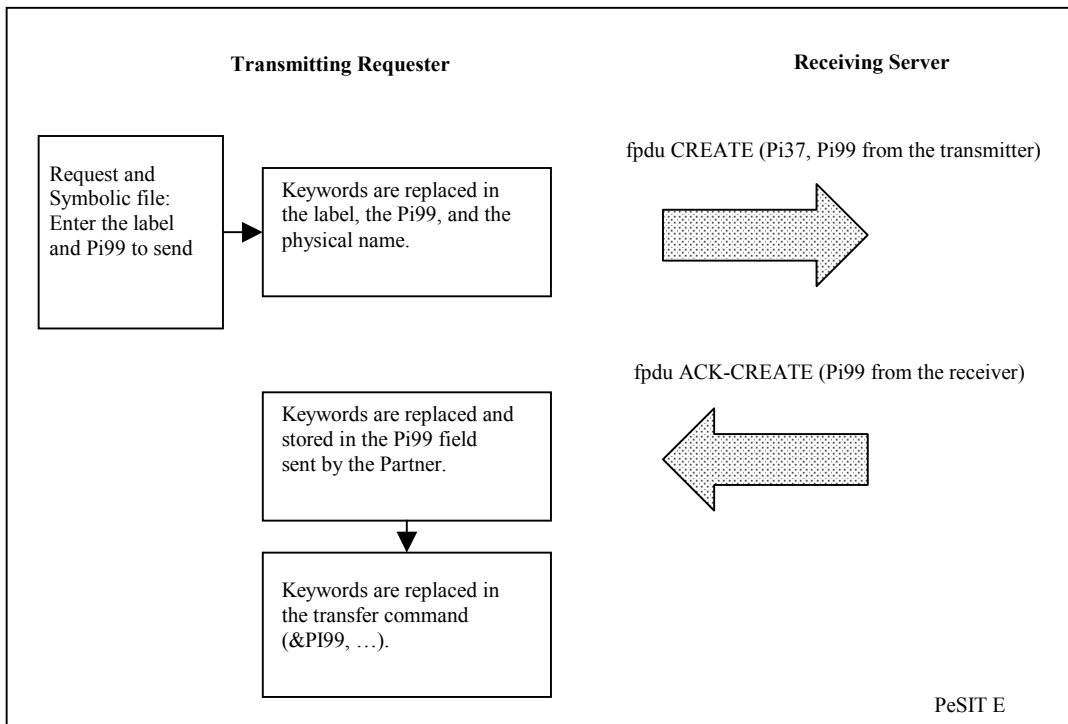 Transmitting Requester
Receiving Server
Request and
Symbolic file:
Enter the label
and Pi99 to send
Keywords are replaced in
the label, the Pi99, and the
physical name.
fpdu CREATE (Pi37, Pi99 from the transmitter)
fpdu ACK-CREATE (Pi99 from the receiver)
Keywords are replaced and
stored in the Pi99 field
sent by the Partner.
Keywords are replaced in
the transfer command
(&PI99, …).
PeSIT E